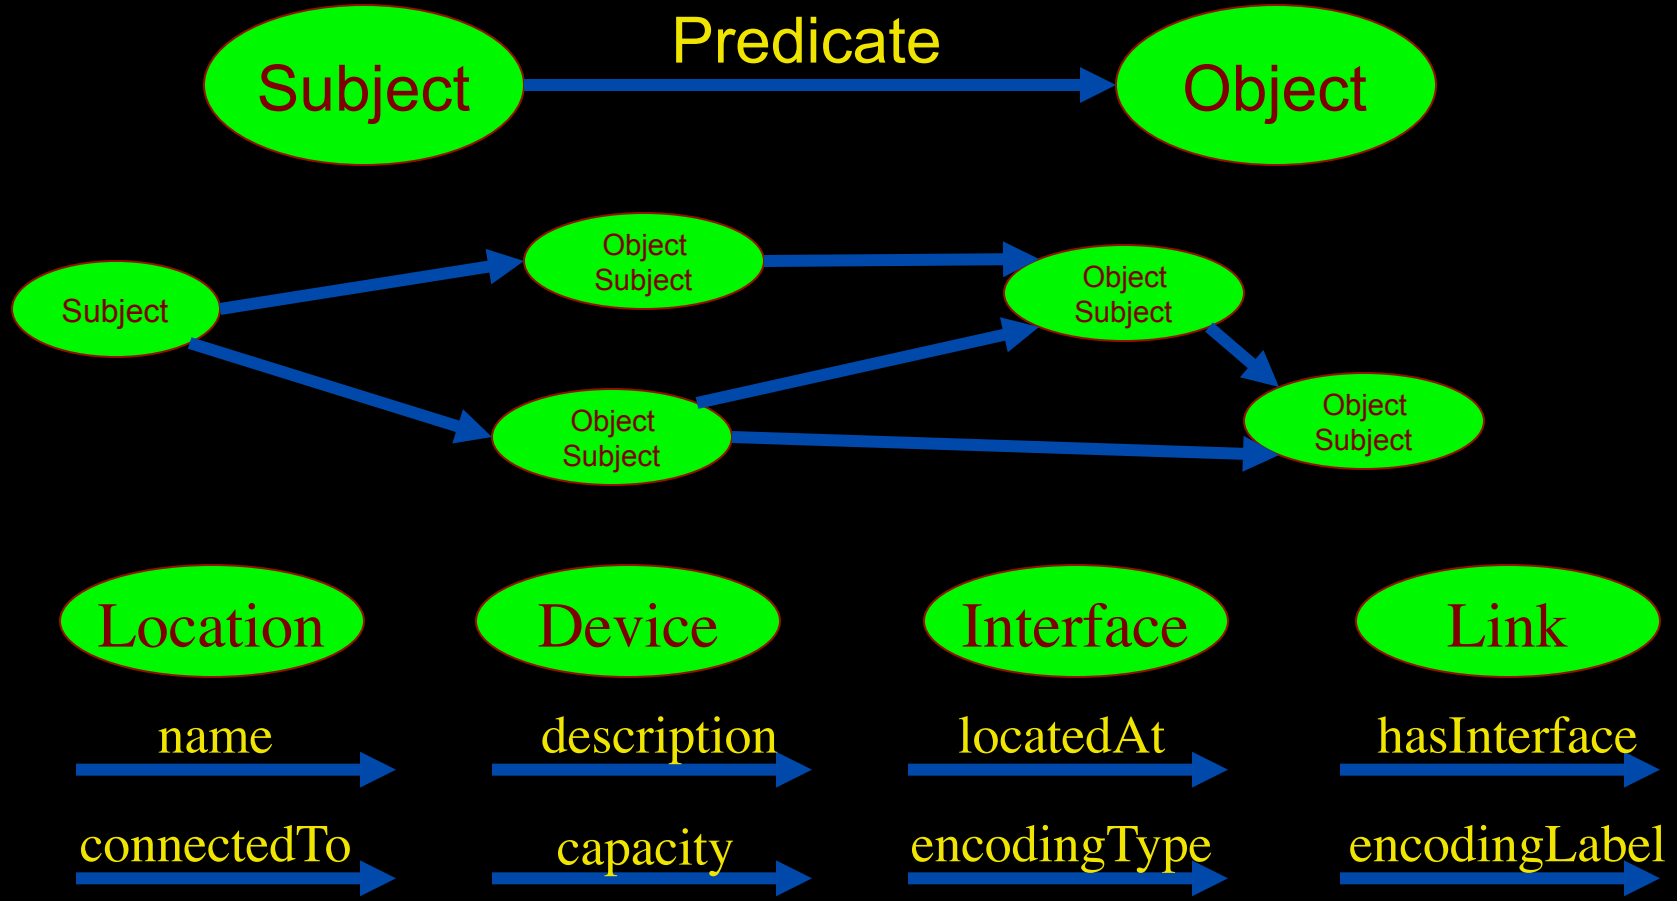 Predicate
Subject
Object
Object
Subject
Subject
Object
Subject
Object
Subject
Object
Subject
Location
Device
Interface
Link
name
description
locatedAt
hasInterface
connectedTo
capacity
encodingType
encodingLabel